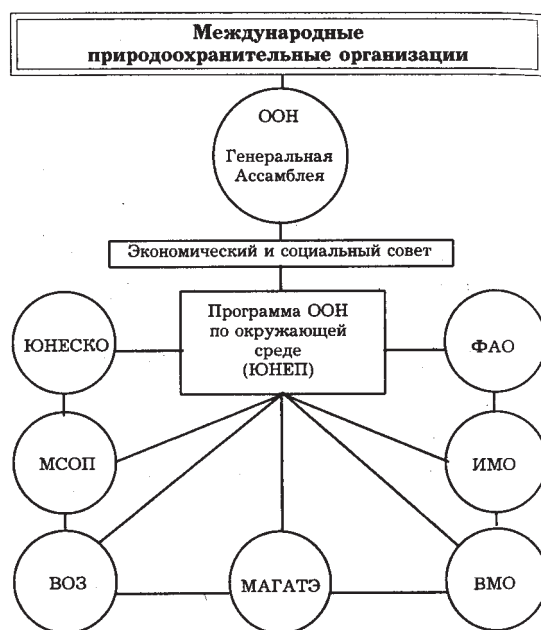 Международные
природоохранительные организации
ООН
Генеральная
Ассамблея
Экономический и социальный совет
Программа ООН
по окружающей
среде
(ЮНЕП)
ЮНЕСКО
ФАО
МСОП
ИМО
ВОЗ
МАГАТЭ
ВМО